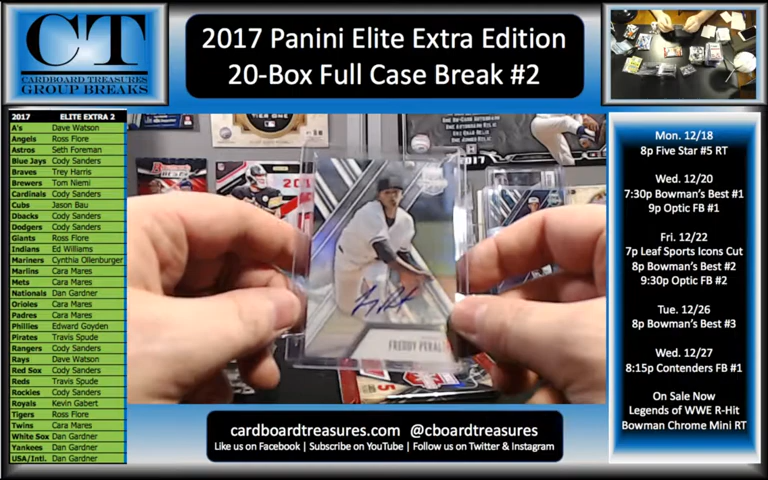 CT
CARDBOARD TREASURES
GROUP BREAKS
2017 Panini Elite Extra Edition
20-Box Full Case Break #2
2017 ELITE EXTRA 2
A's Dave Watson
Angels Ross Flore
Astros Seth Foreman
Blue Jays Cody Sanders
Braves Trey Harris
Brewers Tom Niemi
Cardinals Cody Sanders
Cubs Jason Bau
Dbacks Cody Sanders
Dodgers Cody Sanders
Giants Ross Flore
Indians Ed Williams
Mariners Cynthia Ollenburger
Marlins Cara Mares
Mets Cara Mares
Nationals Dan Gardner
Orioles Cara Mares
Padres Cara Mares
Phillies Edward Goyden
Pirates Travis Spude
Rangers Cody Sanders
Rays Dave Watson
Red Sox Cody Sanders
Reds Travis Spude
Rockies Cody Sanders
Royals Kevin Gabert
Tigers Ross Flore
Twins Cara Mares
White Sox Dan Gardner
Yankees Dan Gardner
USA/Intl. Dan Gardner
TIER ONE
2017
FREDDY PERAL
Mon. 12/18
8p Five Star #5 RT
Wed. 12/20
7:30p Bowman's Best #1
9p Optic FB #1
Fri. 12/22
7p Leaf Sports Icons Cut
8p Bowman's Best #2
9:30p Optic FB #2
Tue. 12/26
8p Bowman's Best #3
Wed. 12/27
8:15p Contenders FB #1
On Sale Now
Legends of WWE R-Hit
Bowman Chrome Mini RT
cardboardtreasures.com @cboardtreasures
Like us on Facebook | Subscribe on YouTube | Follow us on Twitter & Instagram